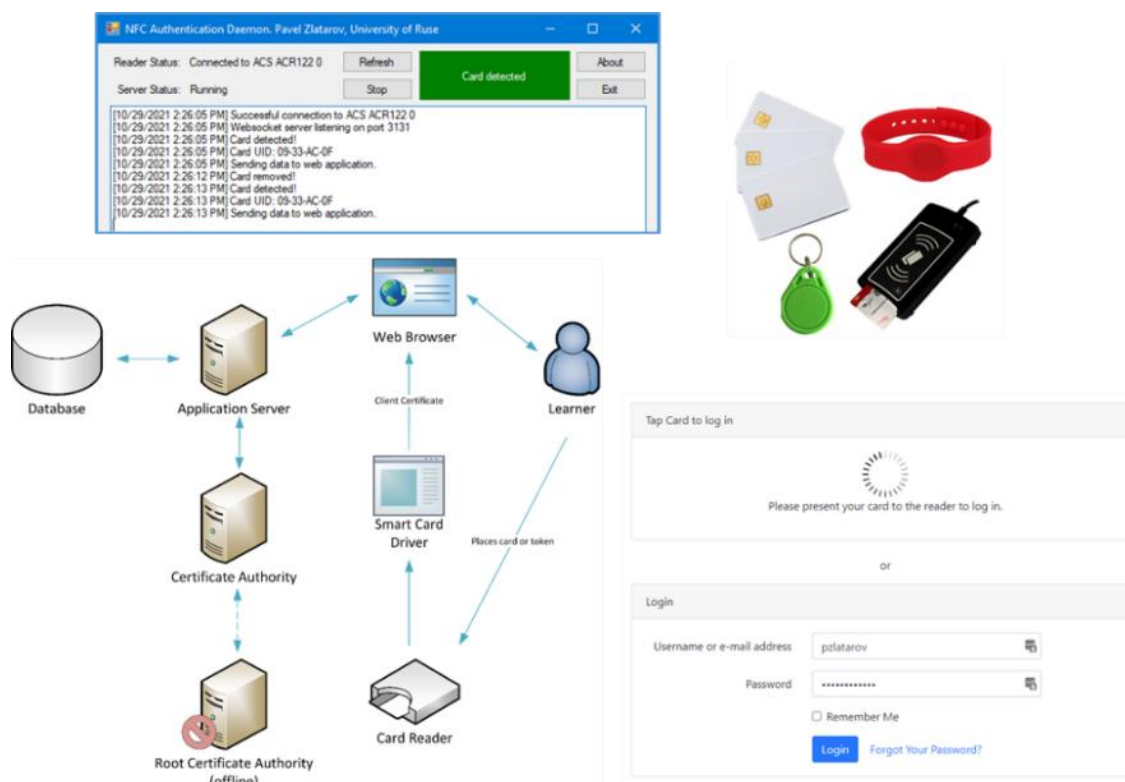 NFC Authentication Daemon. Pavel Zlatarov, University of Ruse
Reader Status: Connected to ACS ACR122 0
Refresh
Card detected
About
Server Status: Running
Stop
Exit
[10/29/2021 2:26:05 PM] Successful connection to ACS ACR122 0
[10/29/2021 2:26:05 PM] Websocket server listening on port 3131
[10/29/2021 2:26:05 PM] Card detected!
[10/29/2021 2:26:05 PM] Card UID: 09-33-AC-0F
[10/29/2021 2:26:05 PM] Sending data to web application.
[10/29/2021 2:26:12 PM] Card removed!
[10/29/2021 2:26:13 PM] Card detected!
[10/29/2021 2:26:13 PM] Card UID: 09-33-AC-0F
[10/29/2021 2:26:13 PM] Sending data to web application.
Web Browser
Database
Application Server
Client Certificate
Learner
Smart Card
Driver
Places card or token
Certificate Authority
Card Reader
Root Certificate Authority
(offline)
Tap Card to log in
Please present your card to the reader to log in.
or
Login
Username or e-mail address
pzlatarov
Password
••••••••••••
Remember Me
Login
Forgot Your Password?